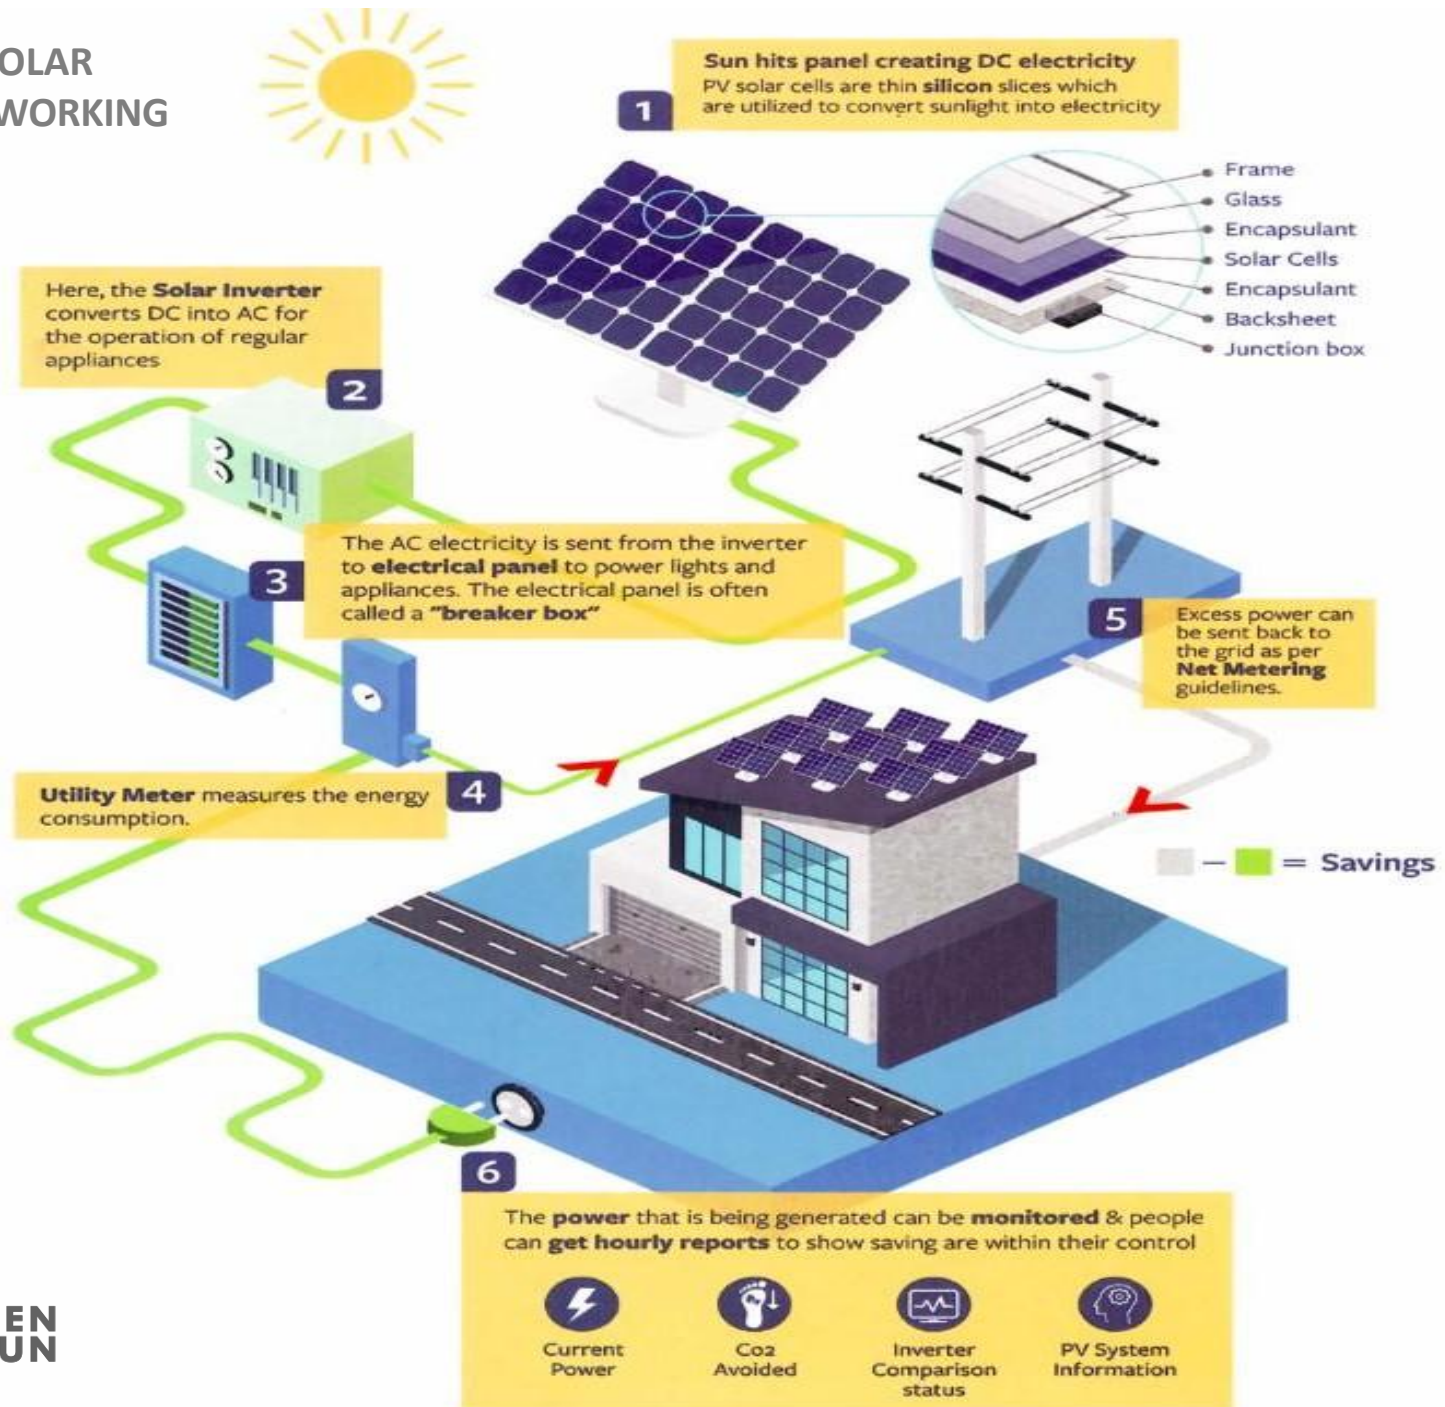 OLAR
WORKING
1
Sun hits panel creating DC electricity
PV solar cells are thin silicon slices which
are utilized to convert sunlight into electricity
Frame
Glass
Encapsulant
Solar Cells
Encapsulant
Backsheet
Junction box
Here, the Solar Inverter
converts DC into AC for
the operation of regular
appliances
2
3
The AC electricity is sent from the inverter
to electrical panel to power lights and
appliances. The electrical panel is often
called a "breaker box"
5
Excess power can
be sent back to
the grid as per
Net Metering
guidelines.
Utility Meter measures the energy
consumption.
4
– = Savings
6
The power that is being generated can be monitored & people
can get hourly reports to show saving are within their control
Current
Power
Co2
Avoided
Inverter
Comparison
status
PV System
Information
EN
UN